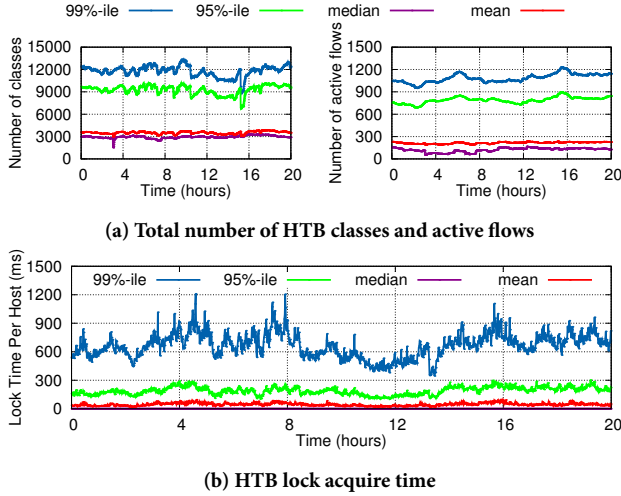 99%-ile 95%-ile median mean
Number of classes
15000
12000
9000
6000
3000
0
0 4 8 12 16 20
Time (hours)
Number of active flows
1500
1200
900
600
300
0
0 4 8 12 16 20
Time (hours)
(a) Total number of HTB classes and active flows
Lock Time Per Host (ms)
1500
1200
900
600
300
0
99%-ile 95%-ile median mean
0 4 8 12 16 20
Time (hours)
(b) HTB lock acquire time